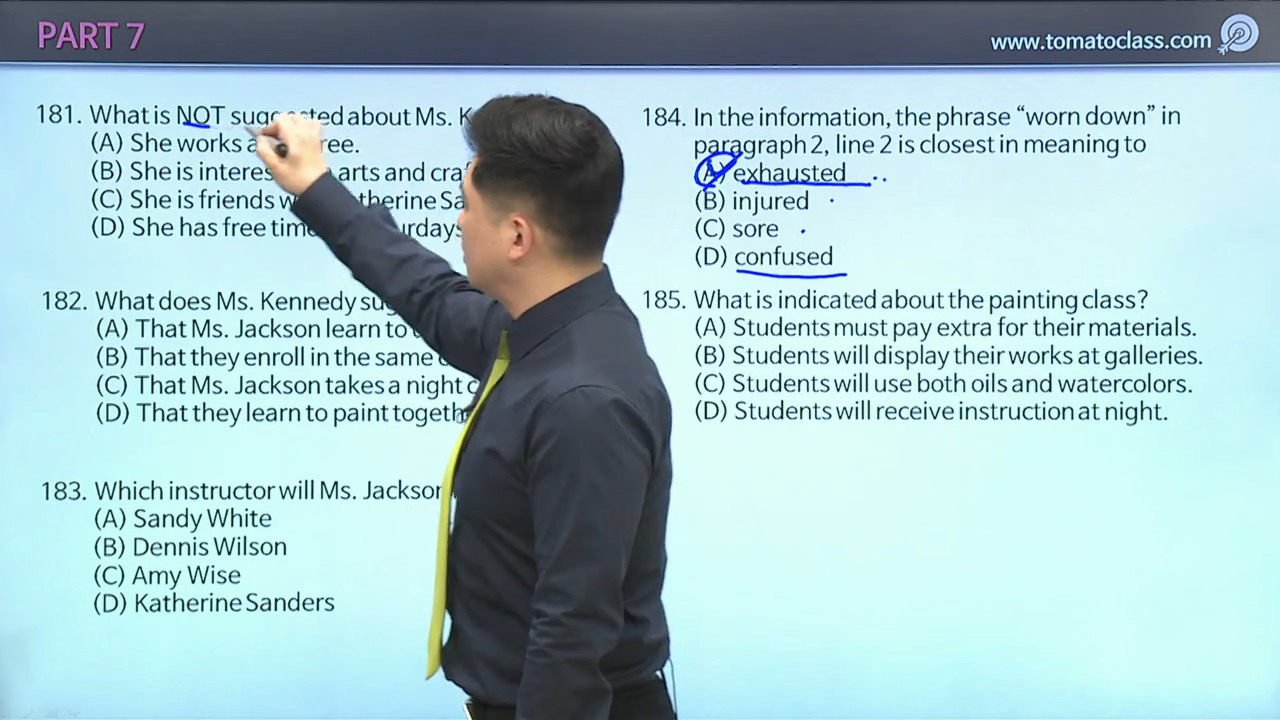 PART 7
www.tomatoclass.com
181. What is NOT suggested about Ms.
(A) She works
(B) She is arts and
(C) She is friends
(D) She has free
182. What does Ms. Kennedy
(A) That Ms. Jackson learn to
(B) That they enroll in the same
(C) That Ms. Jackson takes a night
(D) That they learn to paint
183. Which instructor will Ms. Jackson
(A) Sandy White
(B) Dennis Wilson
(C) Amy Wise
(D) Katherine Sanders
184. In the information, the phrase “worn down” in
paragraph 2, line 2 is closest in meaning to
(A) exhausted
(B) injured
(C) sore
(D) confused
185. What is indicated about the painting class?
(A) Students must pay extra for their materials.
(B) Students will display their works at galleries.
(C) Students will use both oils and watercolors.
(D) Students will receive instruction at night.